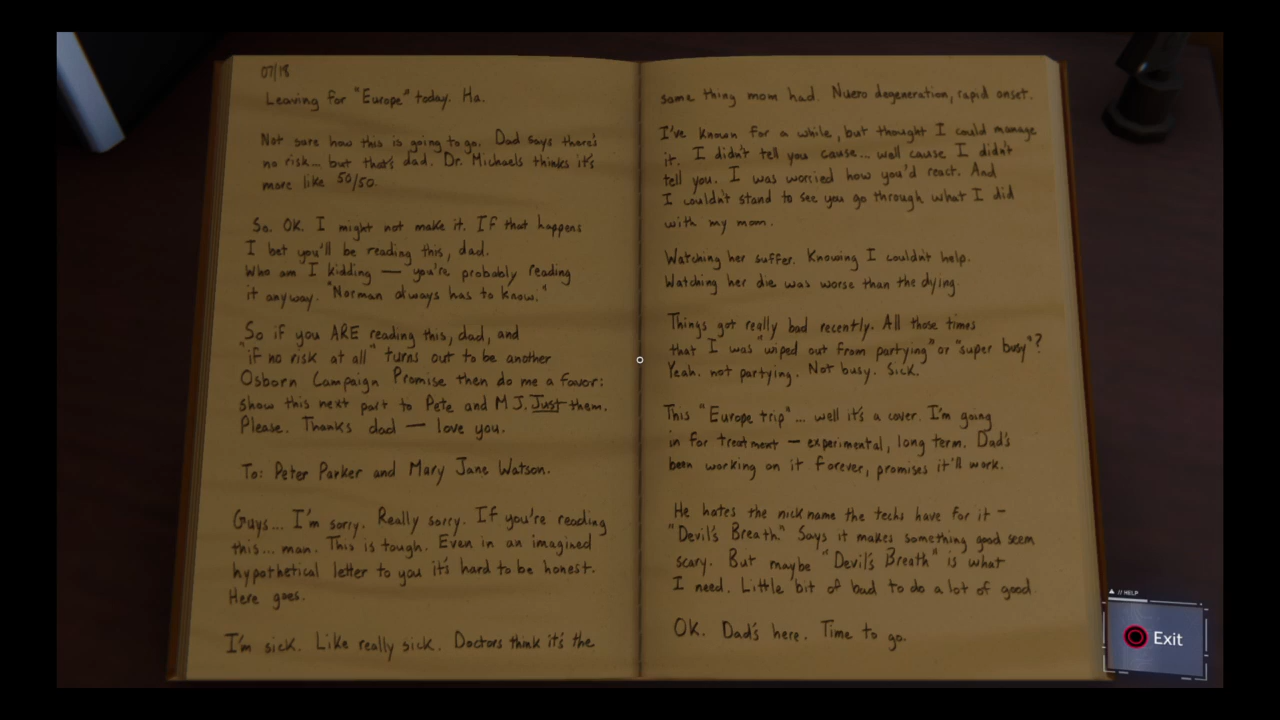 07/18
Leaving for "Europe" today. Ha.
Not sure how this is going to go. Dad says there's
no risk... but that's dad. Dr. Michaels thinks it's
more like 50/50.
So. OK. I might not make it. IF that happens
I bet you'll be reading this, dad.
Who am I kidding — you're probably reading
it anyway. "Norman always has to know."
So if you ARE reading this, dad, and
"if no risk at all" turns out to be another
Osborn Campaign Promise then do me a favor:
show this next part to Pete and MJ. Just them.
Please. Thanks dad — love you.
To: Peter Parker and Mary Jane Watson.
Guys... I'm sorry. Really sorry. If you're reading
this... man. This is tough. Even in an imagined
hypathetical letter to you it's hard to be honest.
Here goes.
I'm sick. Like really sick. Doctors think it's the
same thing mom had. Nuero degeneration, rapid onset.
I've known for a while, but thought I could manage
it. I didn't tell you cause... well cause I didn't
tell you. I was worried how you'd react. And
I couldn't stand to see you go through what I did
with my mom.
Watching her suffer. Knowing I couldn't help.
Watching her die was worse than the dying.
Things got really bad recently. All those times
that I was "wiped out from partying" or "super busy"?
Yeah. not partying. Not busy. Sick.
This "Europe trip"... well it's a cover. I'm going
in for treatment — experimental, long term. Dad's
been working on it forever, promises it'll work.
He hates the nickname the techs have for it –
"Devil's Breath." Says it makes something good seem
scary. But maybe "Devil's Breath" is what
I need. Little bit of bad to do a lot of good
OK. Dad's here. Time to go.
▲ // HELP
Exit